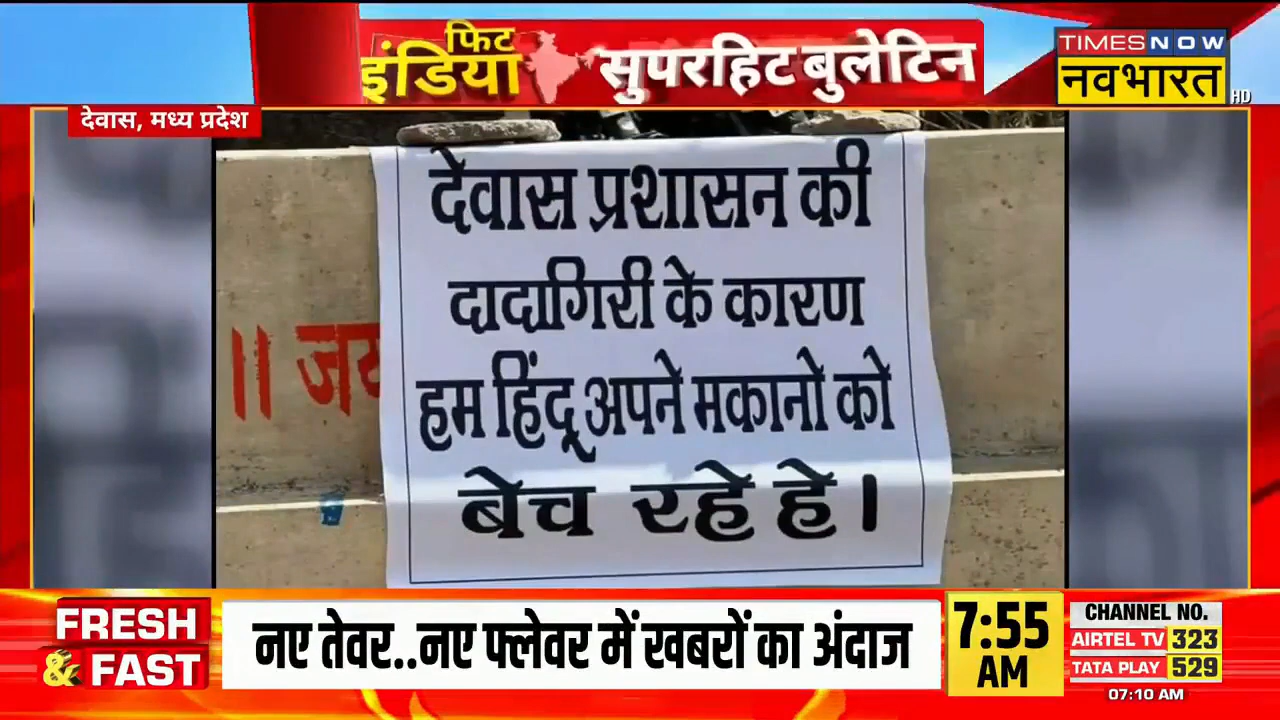 फिट
इंडिया
सुपरहिट बुलेटिन
TIMES NOW
नवभारत
HD
देवास, मध्य प्रदेश
देवास प्रशासन की
दादागिरी के कारण
हम हिंदू अपने मकानो को
बेच रहे हे।
|| जय
FRESH
& FAST
नए तेवर..नए फ्लेवर में खबरों का अंदाज
7:55
AM
CHANNEL NO.
AIRTEL TV 323
TATA PLAY 529
07:10 AM